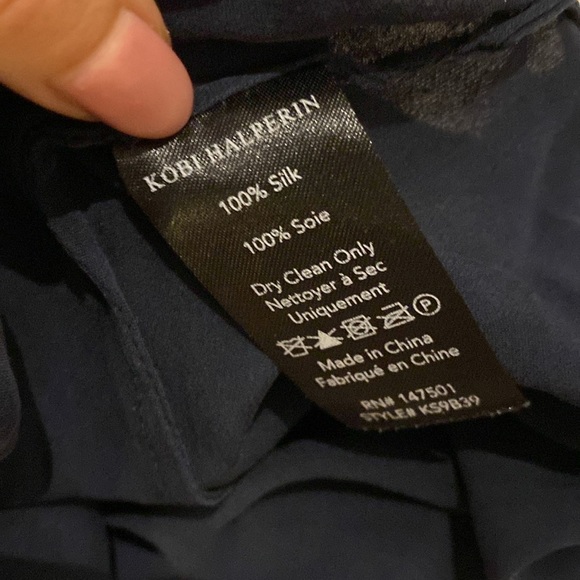 KOBI HALPERIN
100% Silk
100% Soie
Dry Clean Only
Nettoyer à Sec
Uniquement
P
Made in China
Fabriqué en Chine
RN# 147501
STYLE# KS9B39